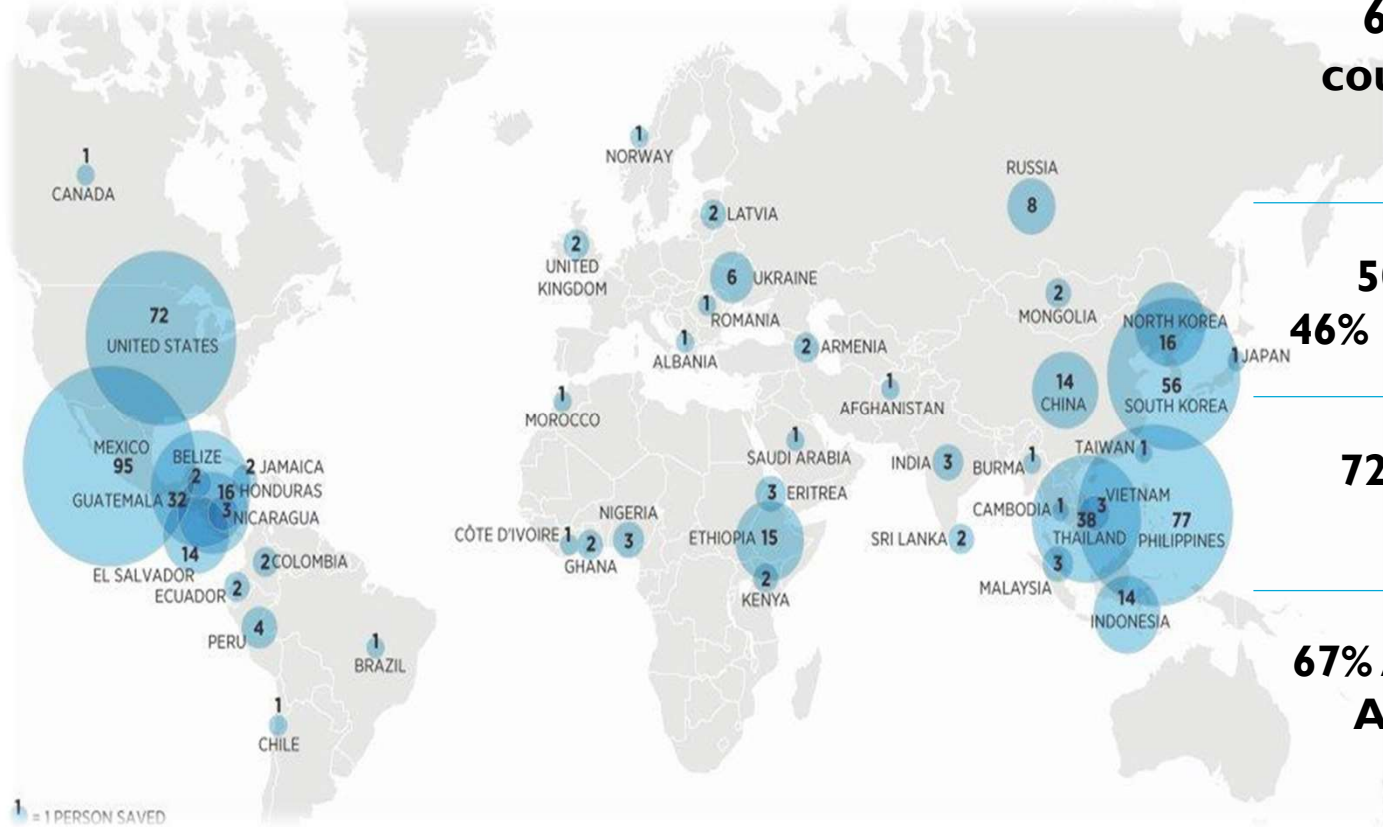 6
1
CANADA
72
UNITED STATES
MEXICO
95
BELIZE
2
2 JAMAICA
GUATEMALA 32
16 HONDURAS
3 NICARAGUA
14
EL SALVADOR
2 COLOMBIA
ECUADOR 2
PERU 4
1
BRAZIL
1
CHILE
1
NORWAY
2 LATVIA
2
UNITED
KINGDOM
6 UKRAINE
1
ROMANIA
1
ALBANIA
2 ARMENIA
1
MOROCCO
1
AFGHANISTAN
1
SAUDI ARABIA
3 ERITREA
NIGERIA
3
CÔTE D'IVOIRE 1
2
GHANA
ETHIOPIA 15
2
KENYA
RUSSIA
8
2
MONGOLIA
NORTH KOREA
16
1 JAPAN
56
SOUTH KOREA
14
CHINA
INDIA 3
BURMA 1
TAIWAN 1
CAMBODIA 1
3 VIETNAM
38
THAILAND
77
PHILIPPINES
SRI LANKA 2
3
MALAYSIA
14
INDONESIA
46%
72
67%
1
= 1 PERSON SAVED